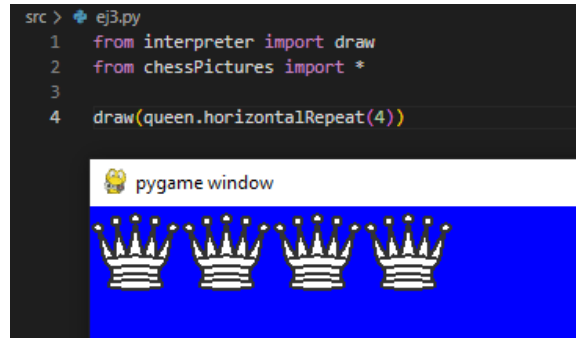 src > ej3.py
1 from interpreter import draw
2 from chessPictures import *
3
4 draw(queen.horizontalRepeat(4))
pygame window